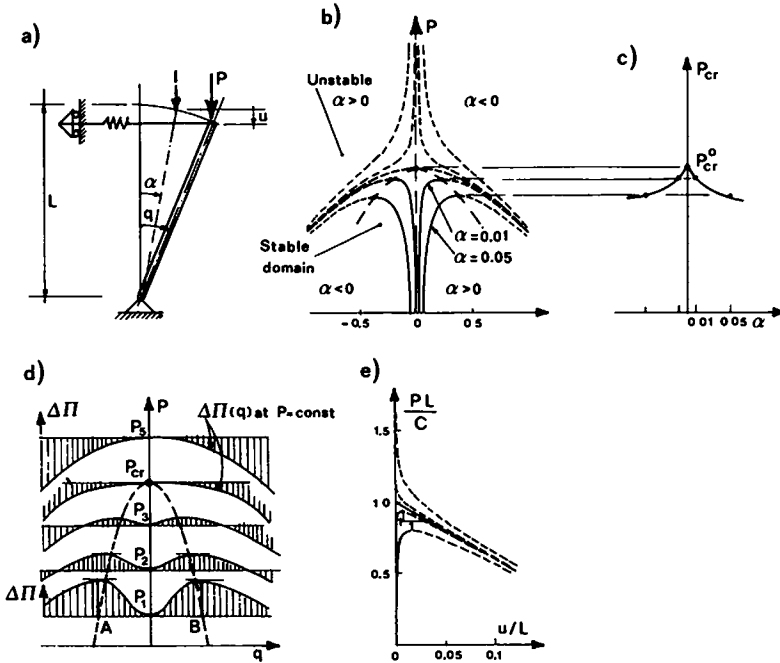 a)
P
u
L
α
q
b)
P
Unstable
α>0
α<0
α=0.01
α=0.05
Stable
domain
α<0
α>0
-0.5
0
0.5
c)
Pcr
P°cr
0.01
0.05
α
d)
ΔΠ
P
ΔΠ(q) at P=const
P5
Pcr
P3
P2
ΔΠ
P1
A
B
q
e)
PL
C
1.5
1.0
0.5
0
0.05
0.1
u/L